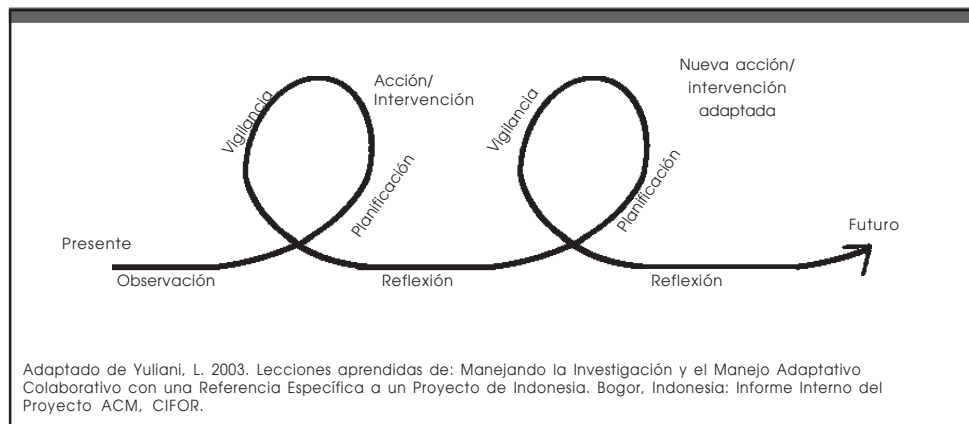 Vigilancia
Acción/
Intervención
Planificación
Vigilancia
Nueva acción/
intervención
adaptada
Planificación
Presente
Futuro
Observación
Reflexión
Reflexión
Adaptado de Yuliani, L. 2003. Lecciones aprendidas de: Manejando la Investigación y el Manejo Adaptativo
Colaborativo con una Referencia Específica a un Proyecto de Indonesia. Bogor, Indonesia: Informe Interno del
Proyecto ACM, CIFOR.